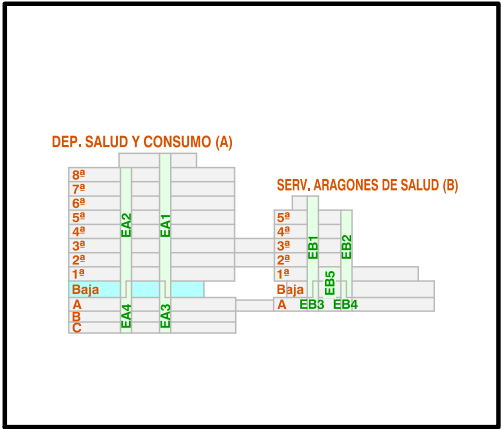 DEP. SALUD Y CONSUMO (A)
8ª
7ª
6ª
5ª
4ª
3ª
2ª
1ª
Baja
A
B
C
EA2
EA1
EA4
EA3
SERV. ARAGONES DE SALUD (B)
5ª
4ª
3ª
2ª
1ª
Baja
A
EB1
EB2
EB5
EB3
EB4